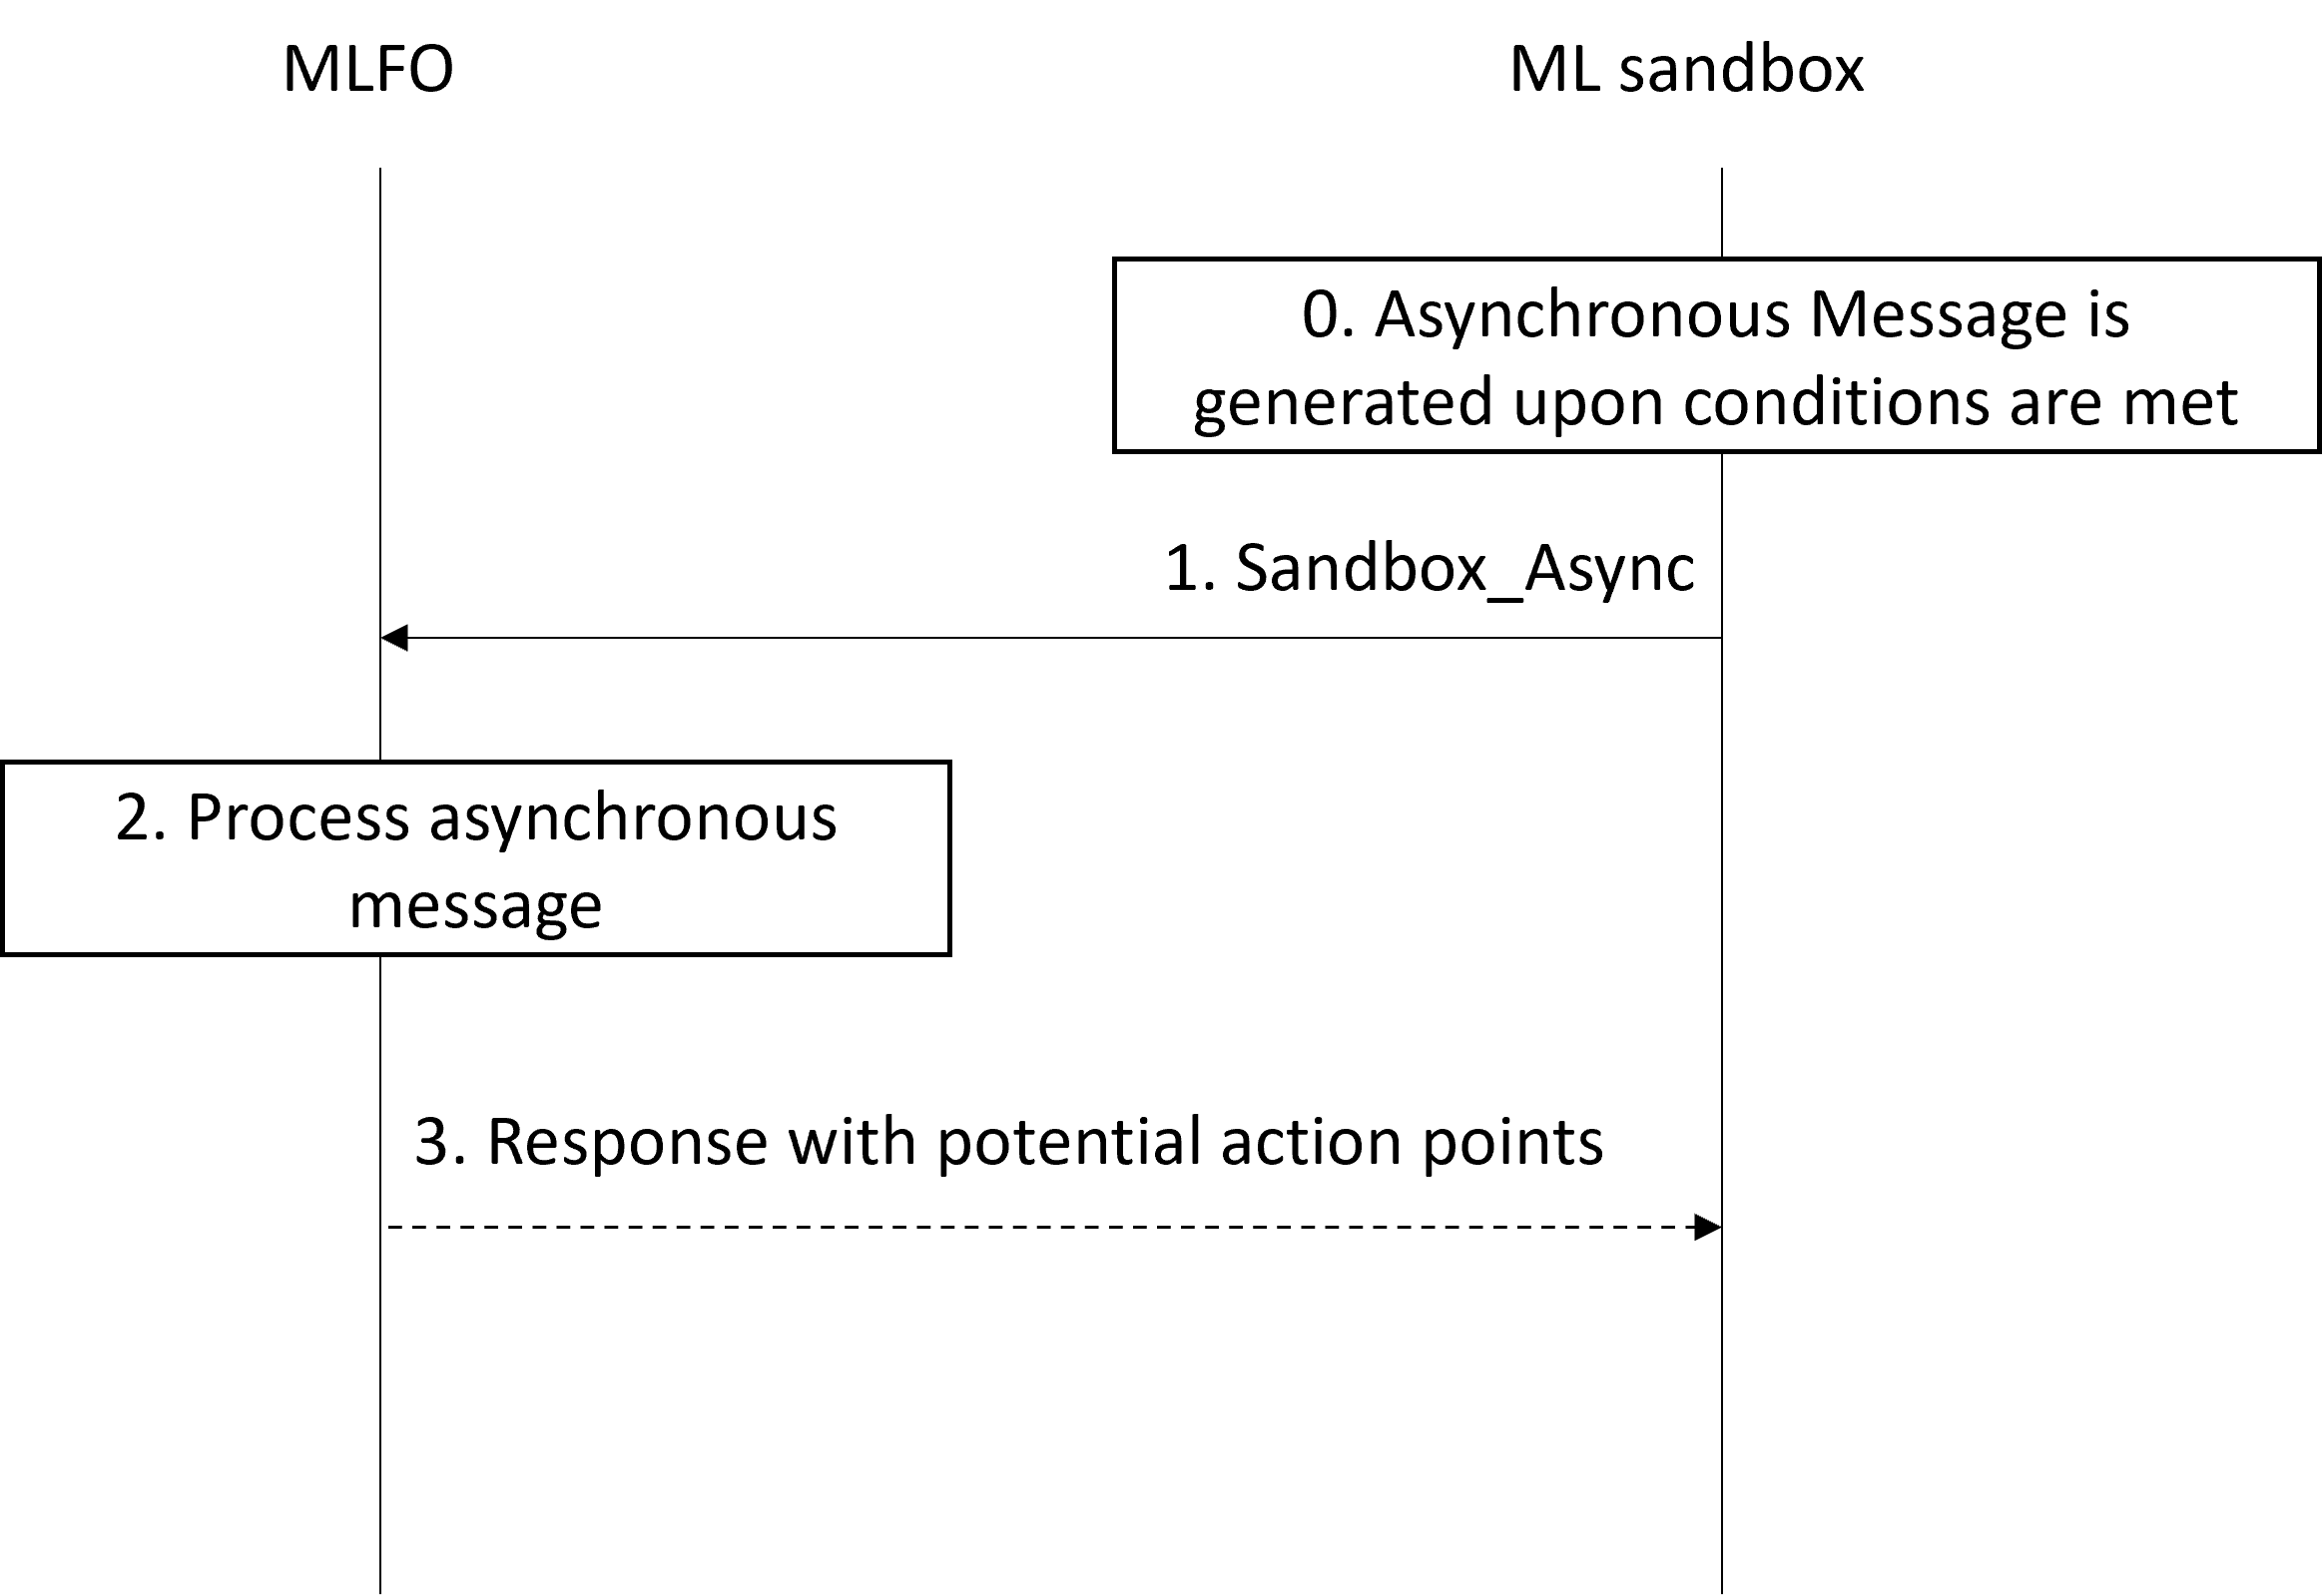 MLFO
ML sandbox
0. Asynchronous Message is
generated upon conditions are met
1. Sandbox_Async
2. Process asynchronous
message
3. Response with potential action points